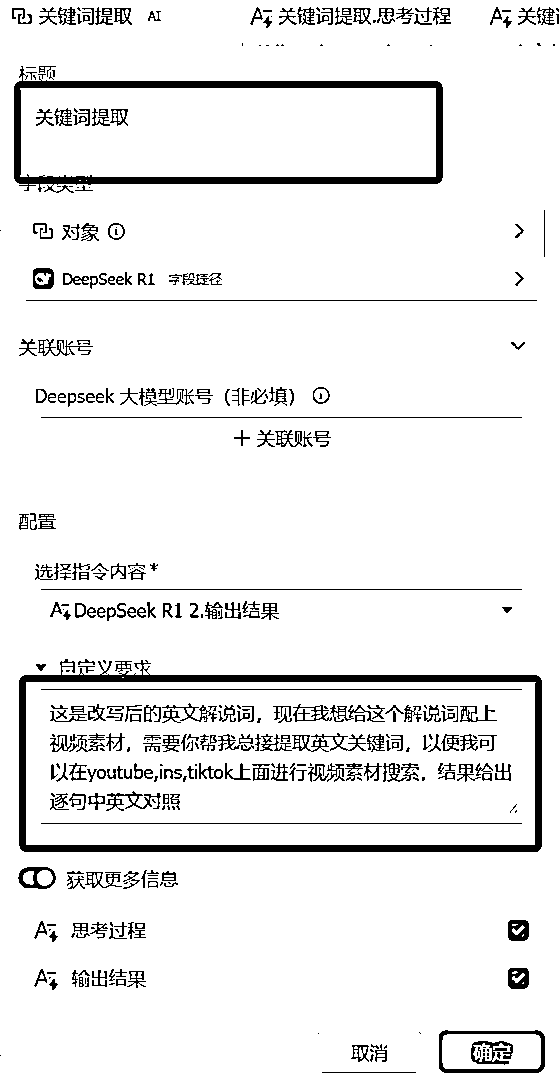 关键词提取 AI 关键词提取.思考过程 关键
标题
关键词提取
字段类型
对象
DeepSeek R1 字段捷径
关联账号
Deepseek 大模型账号（非必填）
+ 关联账号
配置
选择指令内容*
DeepSeek R1 2.输出结果
自定义要求
这是改写后的英文解说词，现在我想给这个解说词配上
视频素材，需要你帮我总接提取英文关键词，以便我可
以在youtube,ins,tiktok上面进行视频素材搜索，结果给出
逐句中英文对照
获取更多信息
思考过程
输出结果
取消 确定